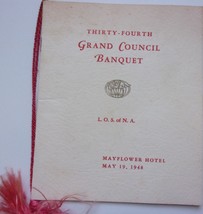 THIRTY-FOURTH
GRAND COUNCIL
BANQUET
L.O.S. of N.A.
MAYFLOWER HOTEL
MAY 19, 1948